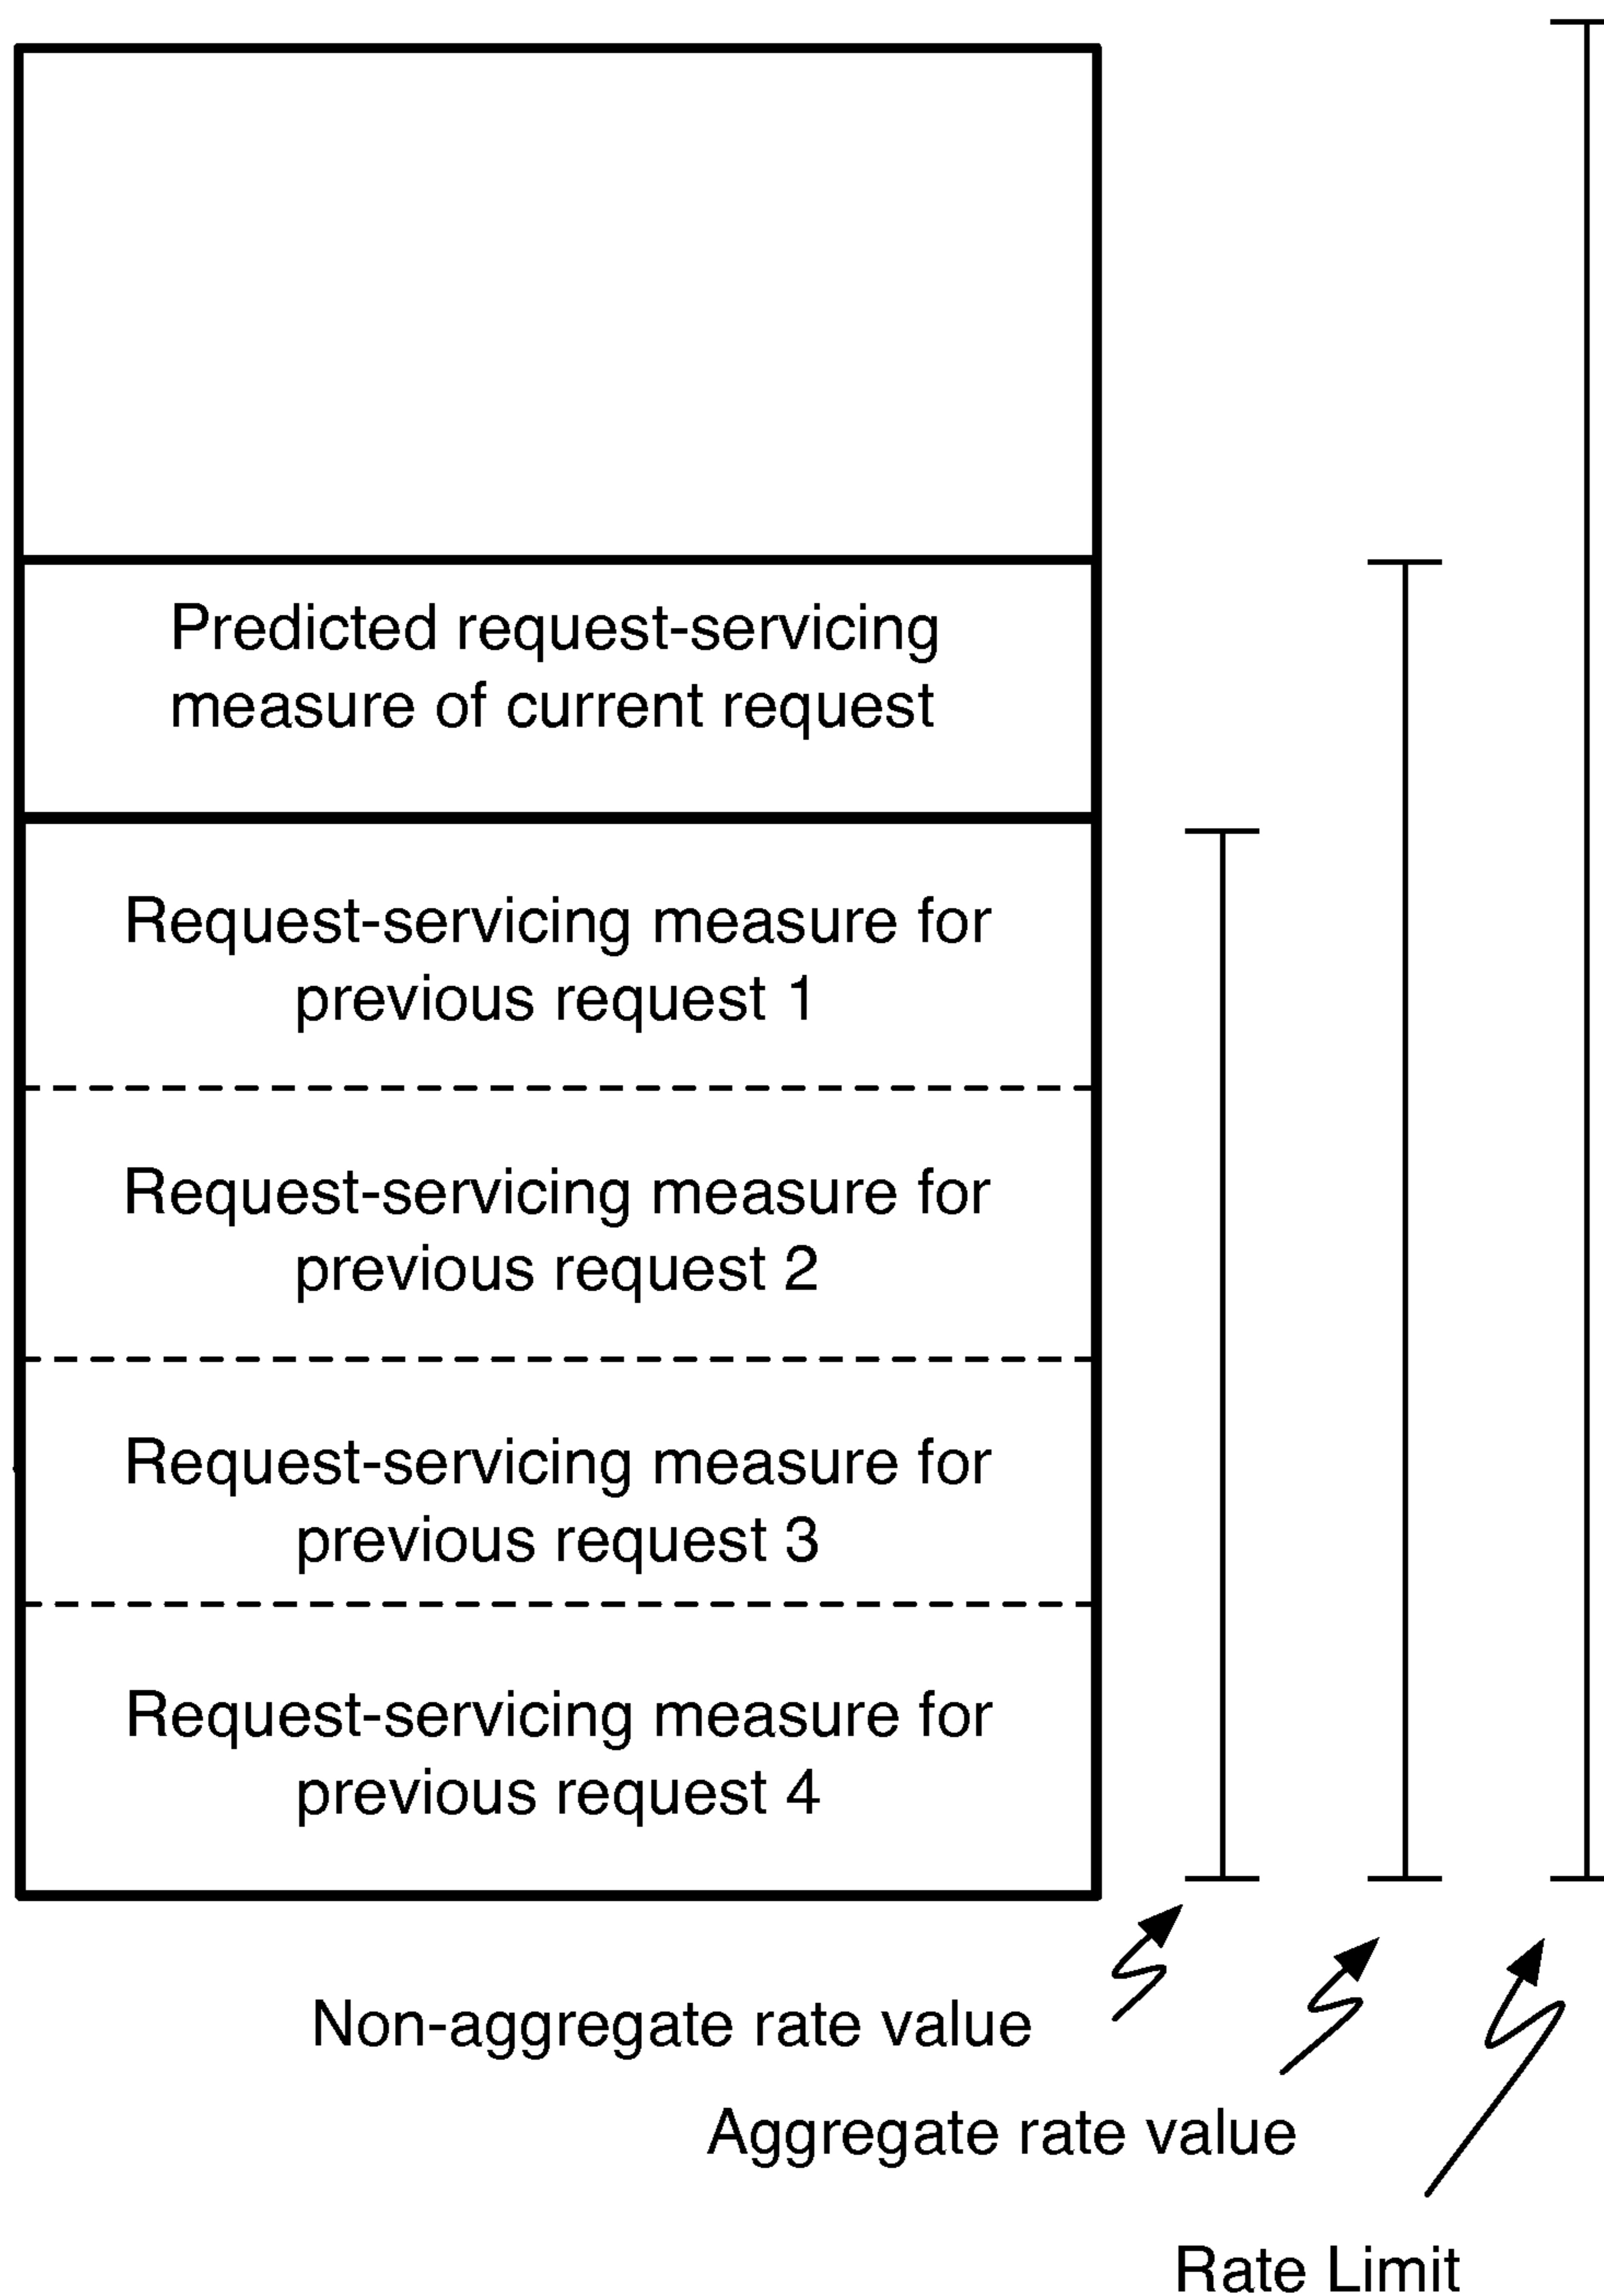 Predicted request-servicing
measure of current request
Request-servicing measure for
previous request 1
Request-servicing measure for
previous request 2
Request-servicing measure for
previous request 3
Request-servicing measure for
previous request 4
Non-aggregate rate value
Aggregate rate value
Rate Limit